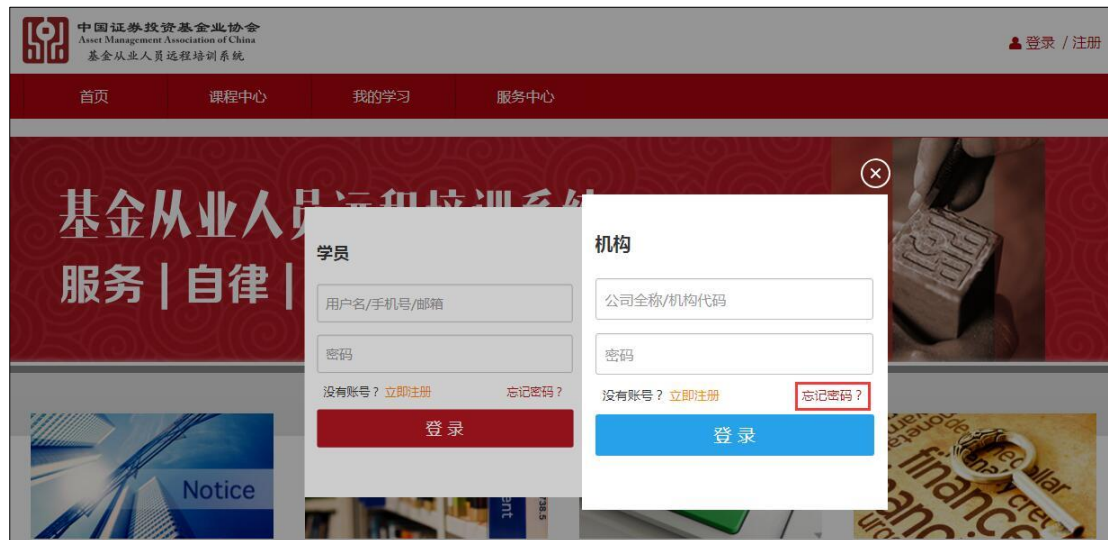 中国证券投资基金业协会
Asset Management Association of China
基金从业人员远程培训系统
登录 / 注册
首页 课程中心 我的学习 服务中心
基金从业人员远程培训系统
服务 | 自律 |
学员
用户名/手机号/邮箱
密码
没有账号？ 立即注册 忘记密码？
登录
机构
公司全称/机构代码
密码
没有账号？ 立即注册 忘记密码？
登录
Notice
738.5
finance